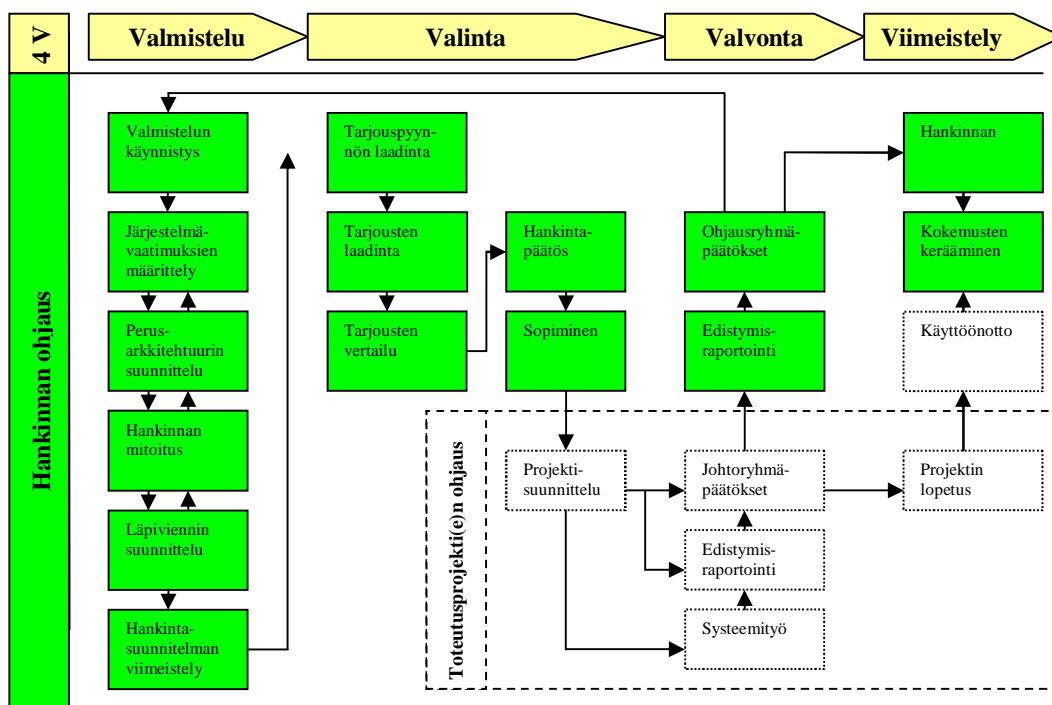 4 V
Valmistelu
Valinta
Valvonta
Viimeistely
Hankinnan ohjaus
Valmistelun
käynnistys
Järjestelmä-
vaatimuksien
määrittely
Perus-
arkkitehtuurin
suunnittelu
Hankinnan
mitoitus
Läpiviennin
suunnittelu
Hankinta-
suunnitelman
viimeistely
Tarjouspyyn-
nön laadinta
Tarjousten
laadinta
Tarjousten
vertailu
Hankinta-
päätös
Sopiminen
Ohjausryhmä-
päätökset
Edistymis-
raportointi
Hankinnan
Kokemusten
kerääminen
Käyttöönotto
Toteutusprojekti(e)n ohjaus
Projekti-
suunnittelu
Johtoryhmä-
päätökset
Edistymis-
raportointi
Systeemityö
Projektin
lopetus